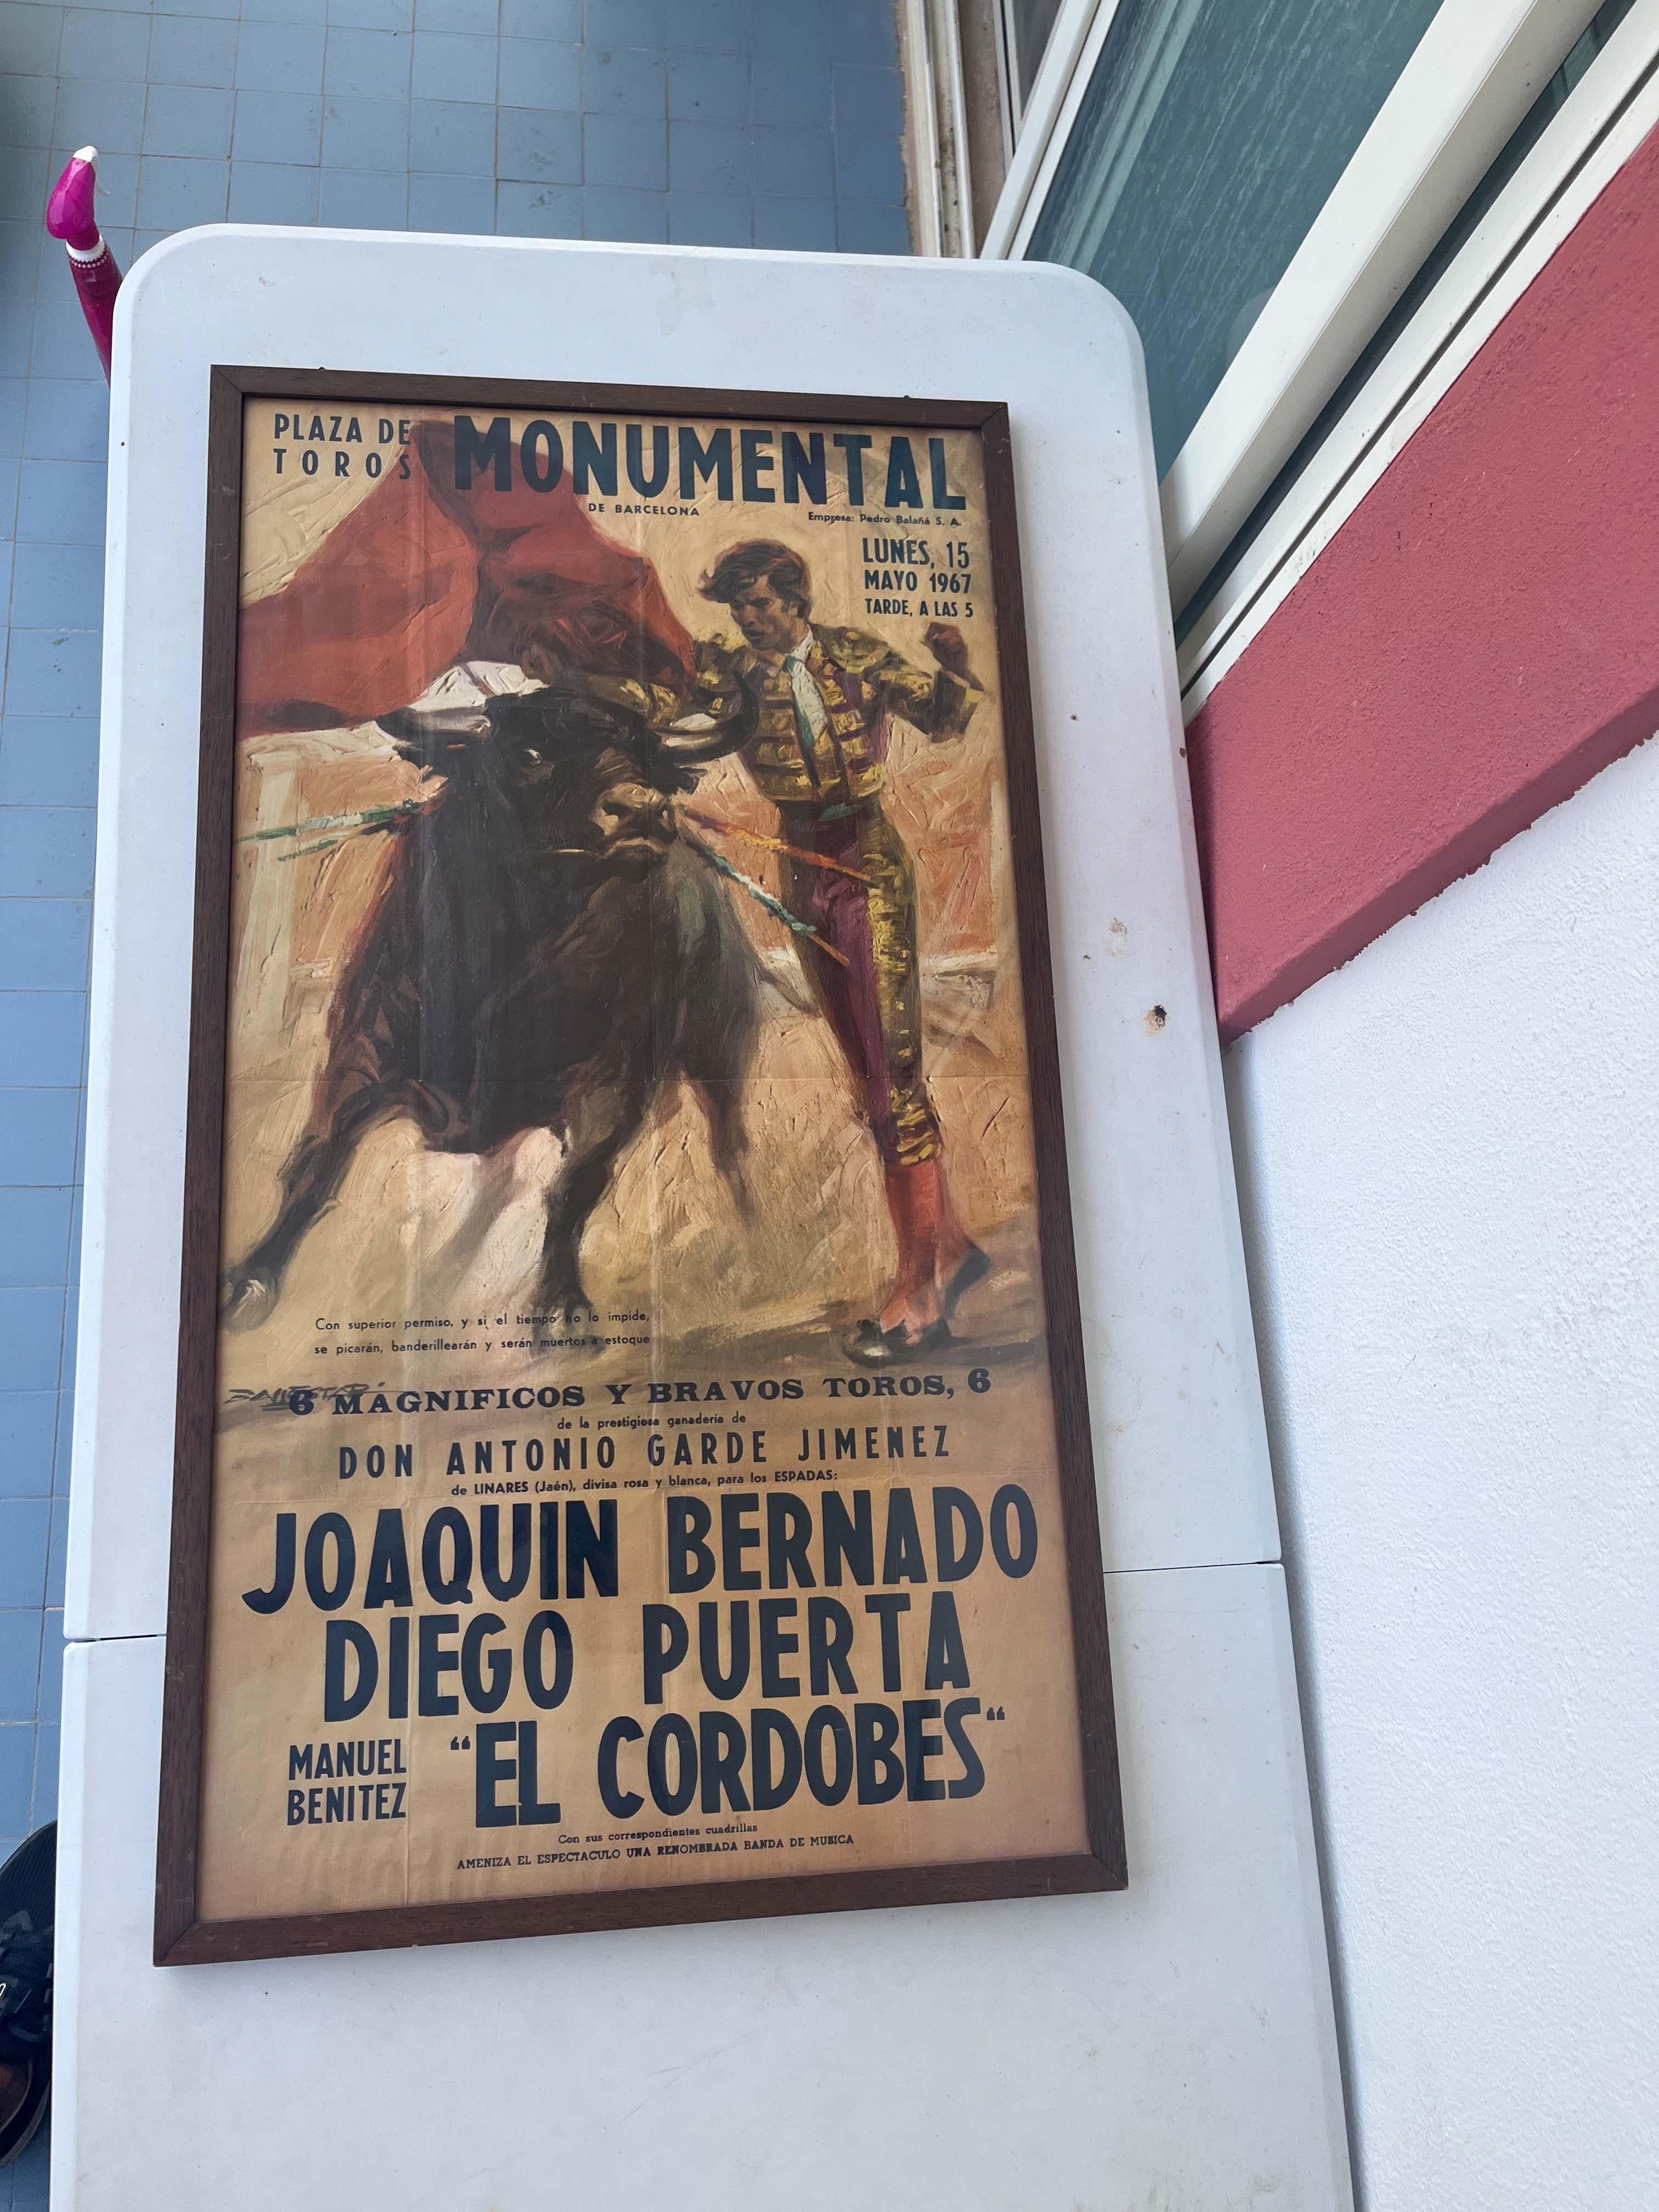 PLAZA DE
TOROS
MONUMENTAL
DE BARCELONA
Empresa: Pedro Balañá S. A.
LUNES, 15
MAYO 1967
TARDE, A LAS 5
Con superior permiso, y si el tiempo no lo impide,
se picarán, banderillearán y serán muertos a estoque
BALLESTAR
6 MAGNIFICOS Y BRAVOS TOROS, 6
de la prestigiosa ganadería de
DON ANTONIO GARDE JIMENEZ
de LINARES (Jaén), divisa rosa y blanca, para los ESPADAS:
JOAQUIN BERNADO
DIEGO PUERTA
MANUEL
BENITEZ
"EL CORDOBES"
Con sus correspondientes cuadrillas
AMENIZA EL ESPECTACULO UNA RENOMBRADA BANDA DE MUSICA